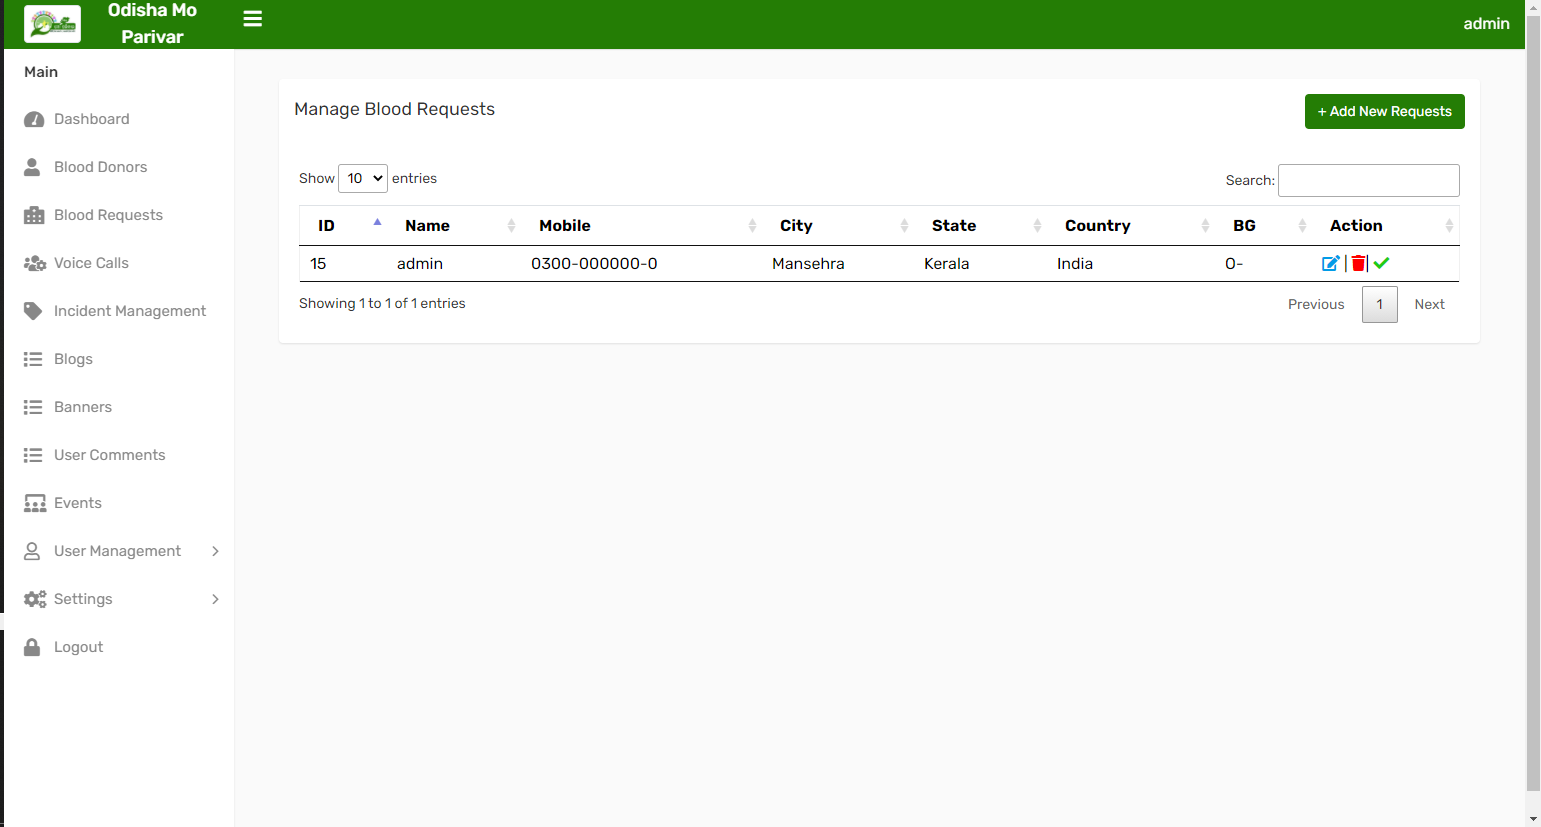 Odisha Mo
Parivar
admin
Main
Dashboard
Blood Donors
Blood Requests
Voice Calls
Incident Management
Blogs
Banners
User Comments
Events
User Management
Settings
Logout
Manage Blood Requests
+ Add New Requests
Show 10 entries
Search:
ID Name Mobile City State Country BG Action
15 admin 0300-000000-0 Mansehra Kerala India O- | |
Showing 1 to 1 of 1 entries
Previous 1 Next